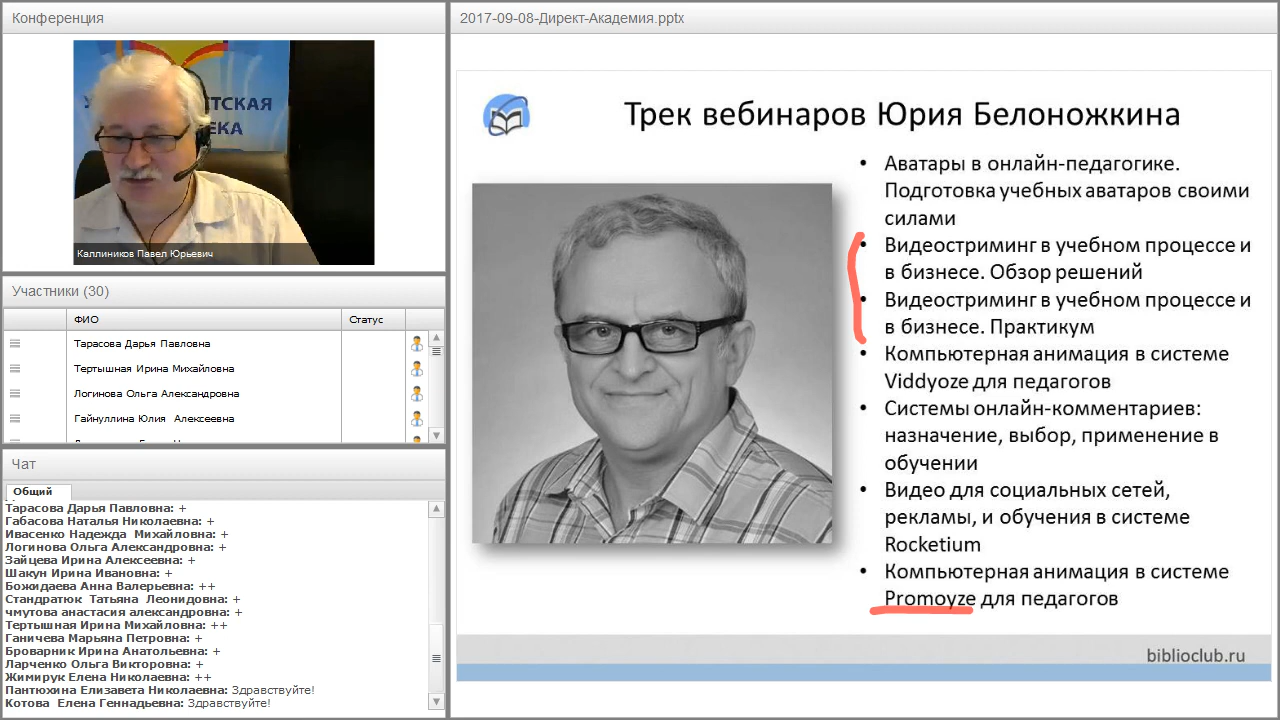 Конференция
У
ТСКАЯ
ЕКА
Каллиников Павел Юрьевич
Участники (30)
ФИО
Статус
Тарасова Дарья Павловна
Тертышная Ирина Михайловна
Логинова Ольга Александровна
Гайнуллина Юлия Алексеевна
Чат
Общий
Тарасова Дарья Павловна: +
Габасова Наталья Николаевна: +
Ивасенко Надежда Михайловна: +
Логинова Ольга Александровна: +
Зайцева Ирина Алексеевна: +
Шакун Ирина Ивановна: +
Божидаева Анна Валерьевна: ++
Стандратюк Татьяна Леонидовна: +
чмутова анастасия александровна: +
Тертышная Ирина Михайловна: ++
Ганичева Марьяна Петровна: +
Броварник Ирина Анатольевна: +
Ларченко Ольга Викторовна: +
Жимирук Елена Николаевна: ++
Пантюхина Елизавета Николаевна: Здравствуйте!
Котова Елена Геннадьевна: Здравствуйте!
2017-09-08-Директ-Академия.pptx
Трек вебинаров Юрия Белоножкина
• Аватары в онлайн-педагогике.
Подготовка учебных аватаров своими
силами
• Видеостриминг в учебном процессе и
в бизнесе. Обзор решений
• Видеостриминг в учебном процессе и
в бизнесе. Практикум
• Компьютерная анимация в системе
Viddyoze для педагогов
• Системы онлайн-комментариев:
назначение, выбор, применение в
обучении
• Видео для социальных сетей,
рекламы, и обучения в системе
Rocketium
• Компьютерная анимация в системе
Promoyze для педагогов
biblioclub.ru